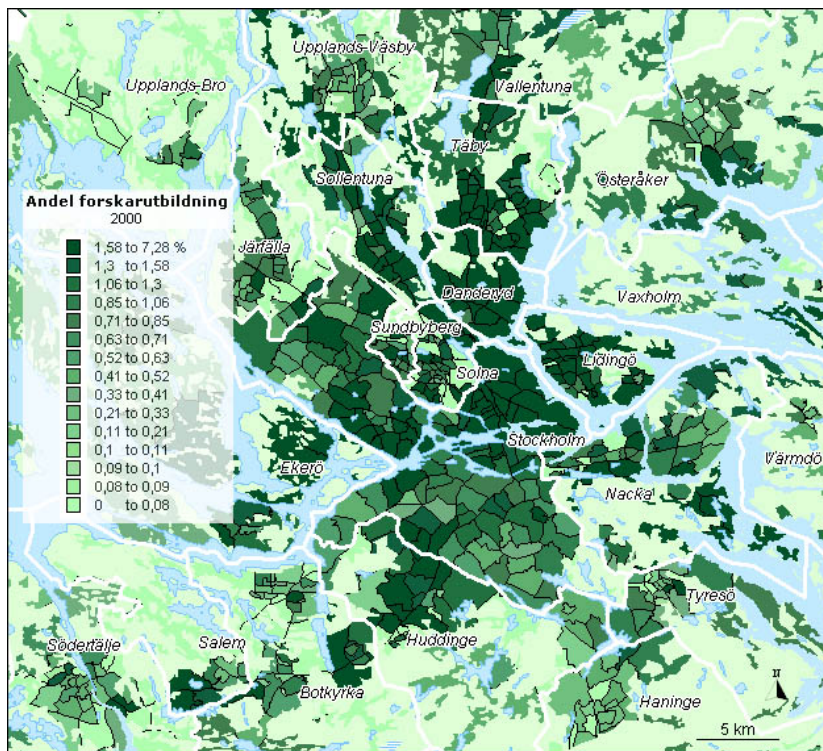 Upplands-Väsby
Upplands-Bro
Vallentuna
Täby
Sollentuna
Österåker
Andel forskarutbildning
2000
1,58 to 7,28 %
1,3 to 1,58
1,06 to 1,3
0,85 to 1,06
0,71 to 0,85
0,63 to 0,71
0,52 to 0,63
0,41 to 0,52
0,33 to 0,41
0,21 to 0,33
0,11 to 0,21
0,1 to 0,11
0,09 to 0,1
0,08 to 0,09
0 to 0,08
Järfälla
Danderyd
Vaxholm
Sundbyberg
Solna
Lidingö
Stockholm
Ekerö
Värmdö
Nacka
Tyresö
Södertälje
Salem
Huddinge
Botkyrka
Haninge
N
5 km